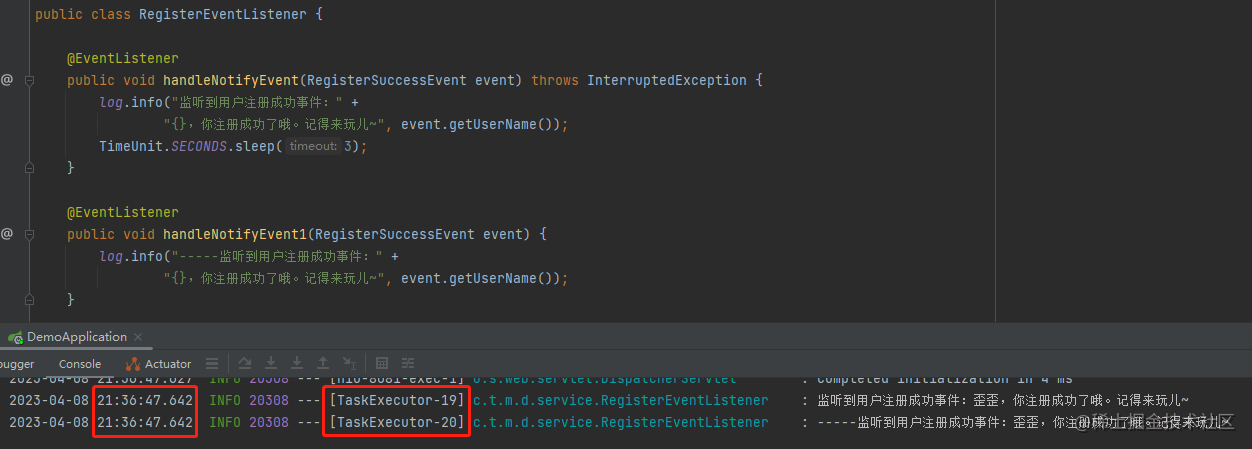 public class RegisterEventListener {
@EventListener
public void handleNotifyEvent(RegisterSuccessEvent event) throws InterruptedException {
log.info("监听到用户注册成功事件：" +
"{}，你注册成功了哦。记得来玩儿~", event.getUserName());
TimeUnit.SECONDS.sleep( timeout: 3);
}
@EventListener
public void handleNotifyEvent1(RegisterSuccessEvent event) {
log.info("-----监听到用户注册成功事件：" +
"{}，你注册成功了哦。记得来玩儿~", event.getUserName());
}
DemoApplication ×
bugger Console Actuator
2023-04-08 21:36:47.627 INFO 20308 --- [nio-8081-exec-1] o.s.web.servlet.DispatcherServlet : Completed initialization in 4 ms
2023-04-08 21:36:47.642 INFO 20308 --- [TaskExecutor-19] c.t.m.d.service.RegisterEventListener : 监听到用户注册成功事件：歪歪，你注册成功了哦。记得来玩儿~
2023-04-08 21:36:47.642 INFO 20308 --- [TaskExecutor-20] c.t.m.d.service.RegisterEventListener : -----监听到用户注册成功事件：歪歪，你注册成功了哦。记得来玩儿~
@稀土掘金技术社区